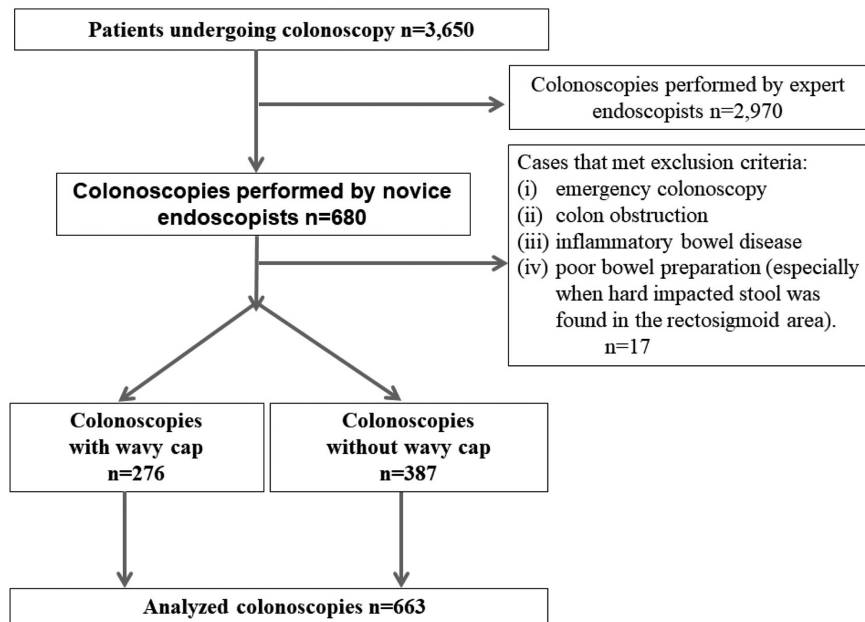 Patients undergoing colonoscopy n=3,650
Colonoscopies performed by expert
endoscopists n=2,970
Colonoscopies performed by novice
endoscopists n=680
Cases that met exclusion criteria:
(i) emergency colonoscopy
(ii) colon obstruction
(iii) inflammatory bowel disease
(iv) poor bowel preparation (especially
when hard impacted stool was
found in the rectosigmoid area).
n=17
Colonoscopies
with wavy cap
n=276
Colonoscopies
without wavy cap
n=387
Analyzed colonoscopies n=663